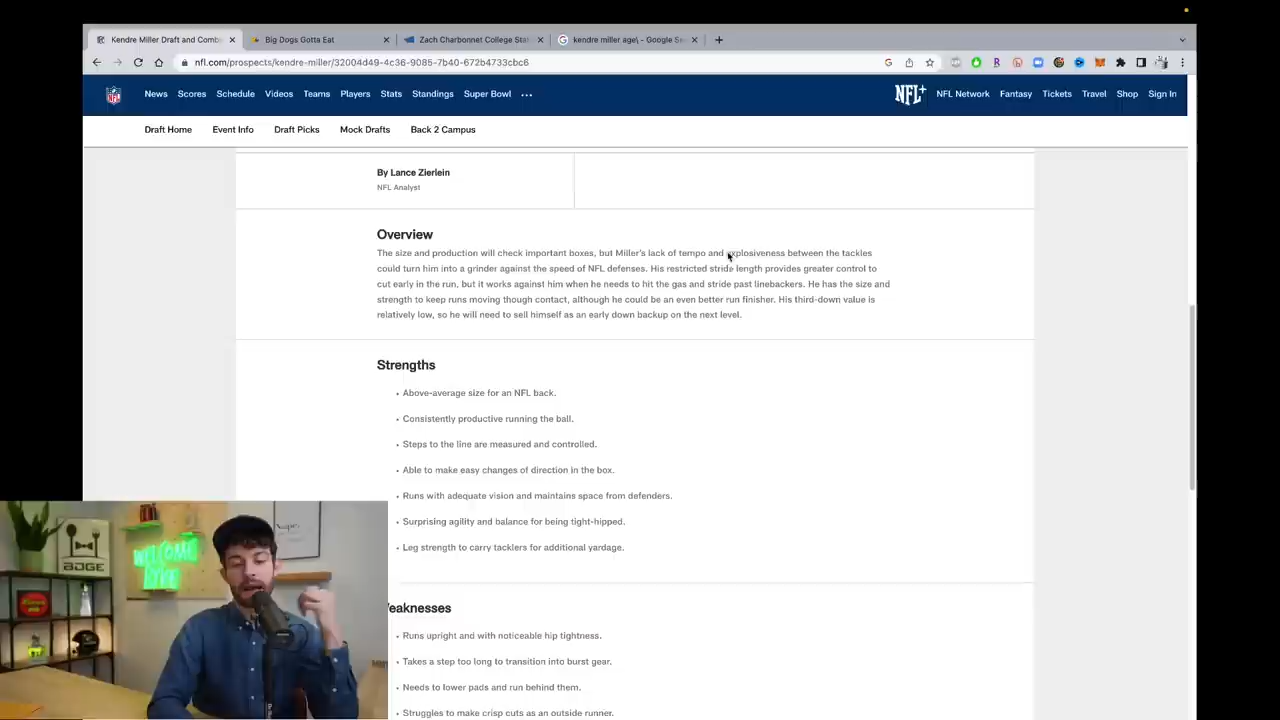 Kendre Miller Draft and Comb
Big Dogs Gotta Eat
Zach Charbonnet College Sta
kendre miller age\ - Google Se
nfl.com/prospects/kendre-miller/32004d49-4c36-9085-7b40-672b4733cbc6
NFL
News
Scores
Schedule
Videos
Teams
Players
Stats
Standings
Super Bowl
NFL+
NFL Network
Fantasy
Tickets
Travel
Shop
Sign In
Draft Home
Event Info
Draft Picks
Mock Drafts
Back 2 Campus
By Lance Zierlein
NFL Analyst
Overview
The size and production will check important boxes, but Miller's lack of tempo and explosiveness between the tackles
could turn him into a grinder against the speed of NFL defenses. His restricted stride length provides greater control to
cut early in the run, but it works against him when he needs to hit the gas and stride past linebackers. He has the size and
strength to keep runs moving though contact, although he could be an even better run finisher. His third-down value is
relatively low, so he will need to sell himself as an early down backup on the next level.
Strengths
• Above-average size for an NFL back.
• Consistently productive running the ball.
• Steps to the line are measured and controlled.
• Able to make easy changes of direction in the box.
• Runs with adequate vision and maintains space from defenders.
• Surprising agility and balance for being tight-hipped.
• Leg strength to carry tacklers for additional yardage.
eaknesses
• Runs upright and with noticeable hip tightness.
• Takes a step too long to transition into burst gear.
• Needs to lower pads and run behind them.
• Struggles to make crisp cuts as an outside runner.
WELCOME
BDGE